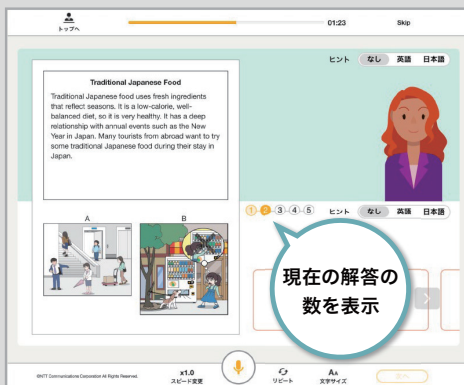 トップへ
01:23
Skip
ヒント なし 英語 日本語
Traditional Japanese Food
Traditional Japanese food uses fresh ingredients
that reflect seasons. It is a low-calorie, well-
balanced diet, so it is very healthy. It has a deep
relationship with annual events such as the New
Year in Japan. Many tourists from abroad want to try
some traditional Japanese food during their stay in
Japan.
1 2 3 4 5
ヒント なし 英語 日本語
A
B
現在の解答の
数を表示
©NTT Communications Corporation All Rights Reserved.
x1.0
スピード変更
リピート
AA
文字サイズ